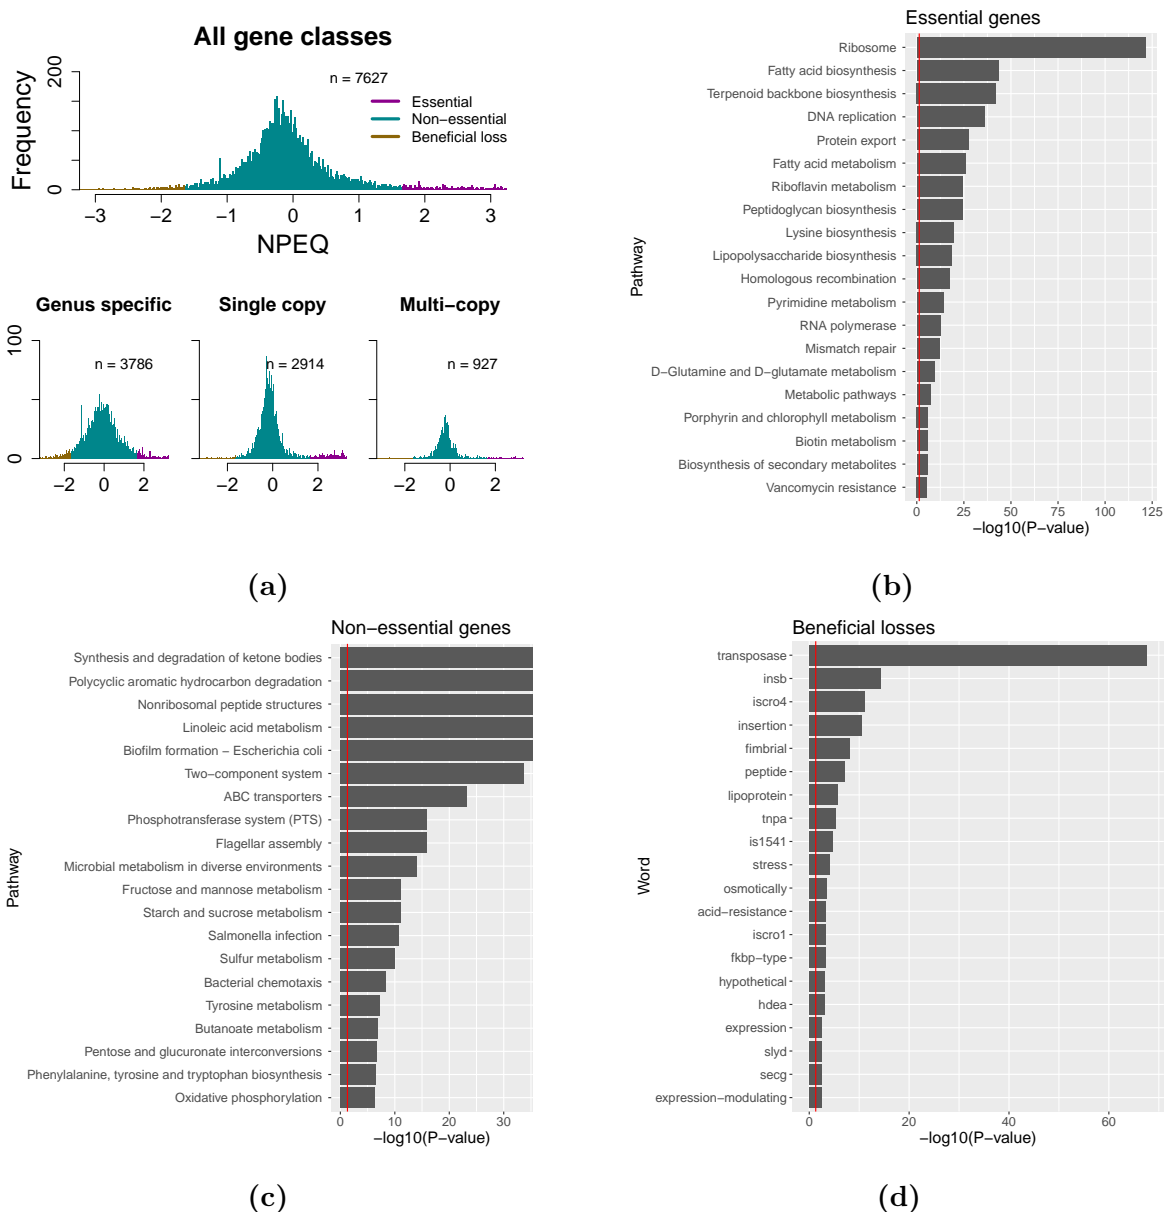 All gene classes
n = 7627
Essential
Non−essential
Beneficial loss
Frequency
0
200
−3 −2 −1 0 1 2 3
NPEQ
Genus specific
n = 3786
0
100
−2 0 2
Single copy
n = 2914
−2 0 2
Multi−copy
n = 927
−2 0 2
(a)
Essential genes
Pathway
Ribosome
Fatty acid biosynthesis
Terpenoid backbone biosynthesis
DNA replication
Protein export
Fatty acid metabolism
Riboflavin metabolism
Peptidoglycan biosynthesis
Lysine biosynthesis
Lipopolysaccharide biosynthesis
Homologous recombination
Pyrimidine metabolism
RNA polymerase
Mismatch repair
D−Glutamine and D−glutamate metabolism
Metabolic pathways
Porphyrin and chlorophyll metabolism
Biotin metabolism
Biosynthesis of secondary metabolites
Vancomycin resistance
0 25 50 75 100 125
−log10(P−value)
(b)
Non−essential genes
Pathway
Synthesis and degradation of ketone bodies
Polycyclic aromatic hydrocarbon degradation
Nonribosomal peptide structures
Linoleic acid metabolism
Biofilm formation − Escherichia coli
Two−component system
ABC transporters
Phosphotransferase system (PTS)
Flagellar assembly
Microbial metabolism in diverse environments
Fructose and mannose metabolism
Starch and sucrose metabolism
Salmonella infection
Sulfur metabolism
Bacterial chemotaxis
Tyrosine metabolism
Butanoate metabolism
Pentose and glucuronate interconversions
Phenylalanine, tyrosine and tryptophan biosynthesis
Oxidative phosphorylation
0 10 20 30
−log10(P−value)
(c)
Beneficial losses
Word
transposase
insb
iscro4
insertion
fimbrial
peptide
lipoprotein
tnpa
is1541
stress
osmotically
acid−resistance
iscro1
fkbp−type
hypothetical
hdea
expression
slyd
secg
expression−modulating
0 20 40 60
−log10(P−value)
(d)